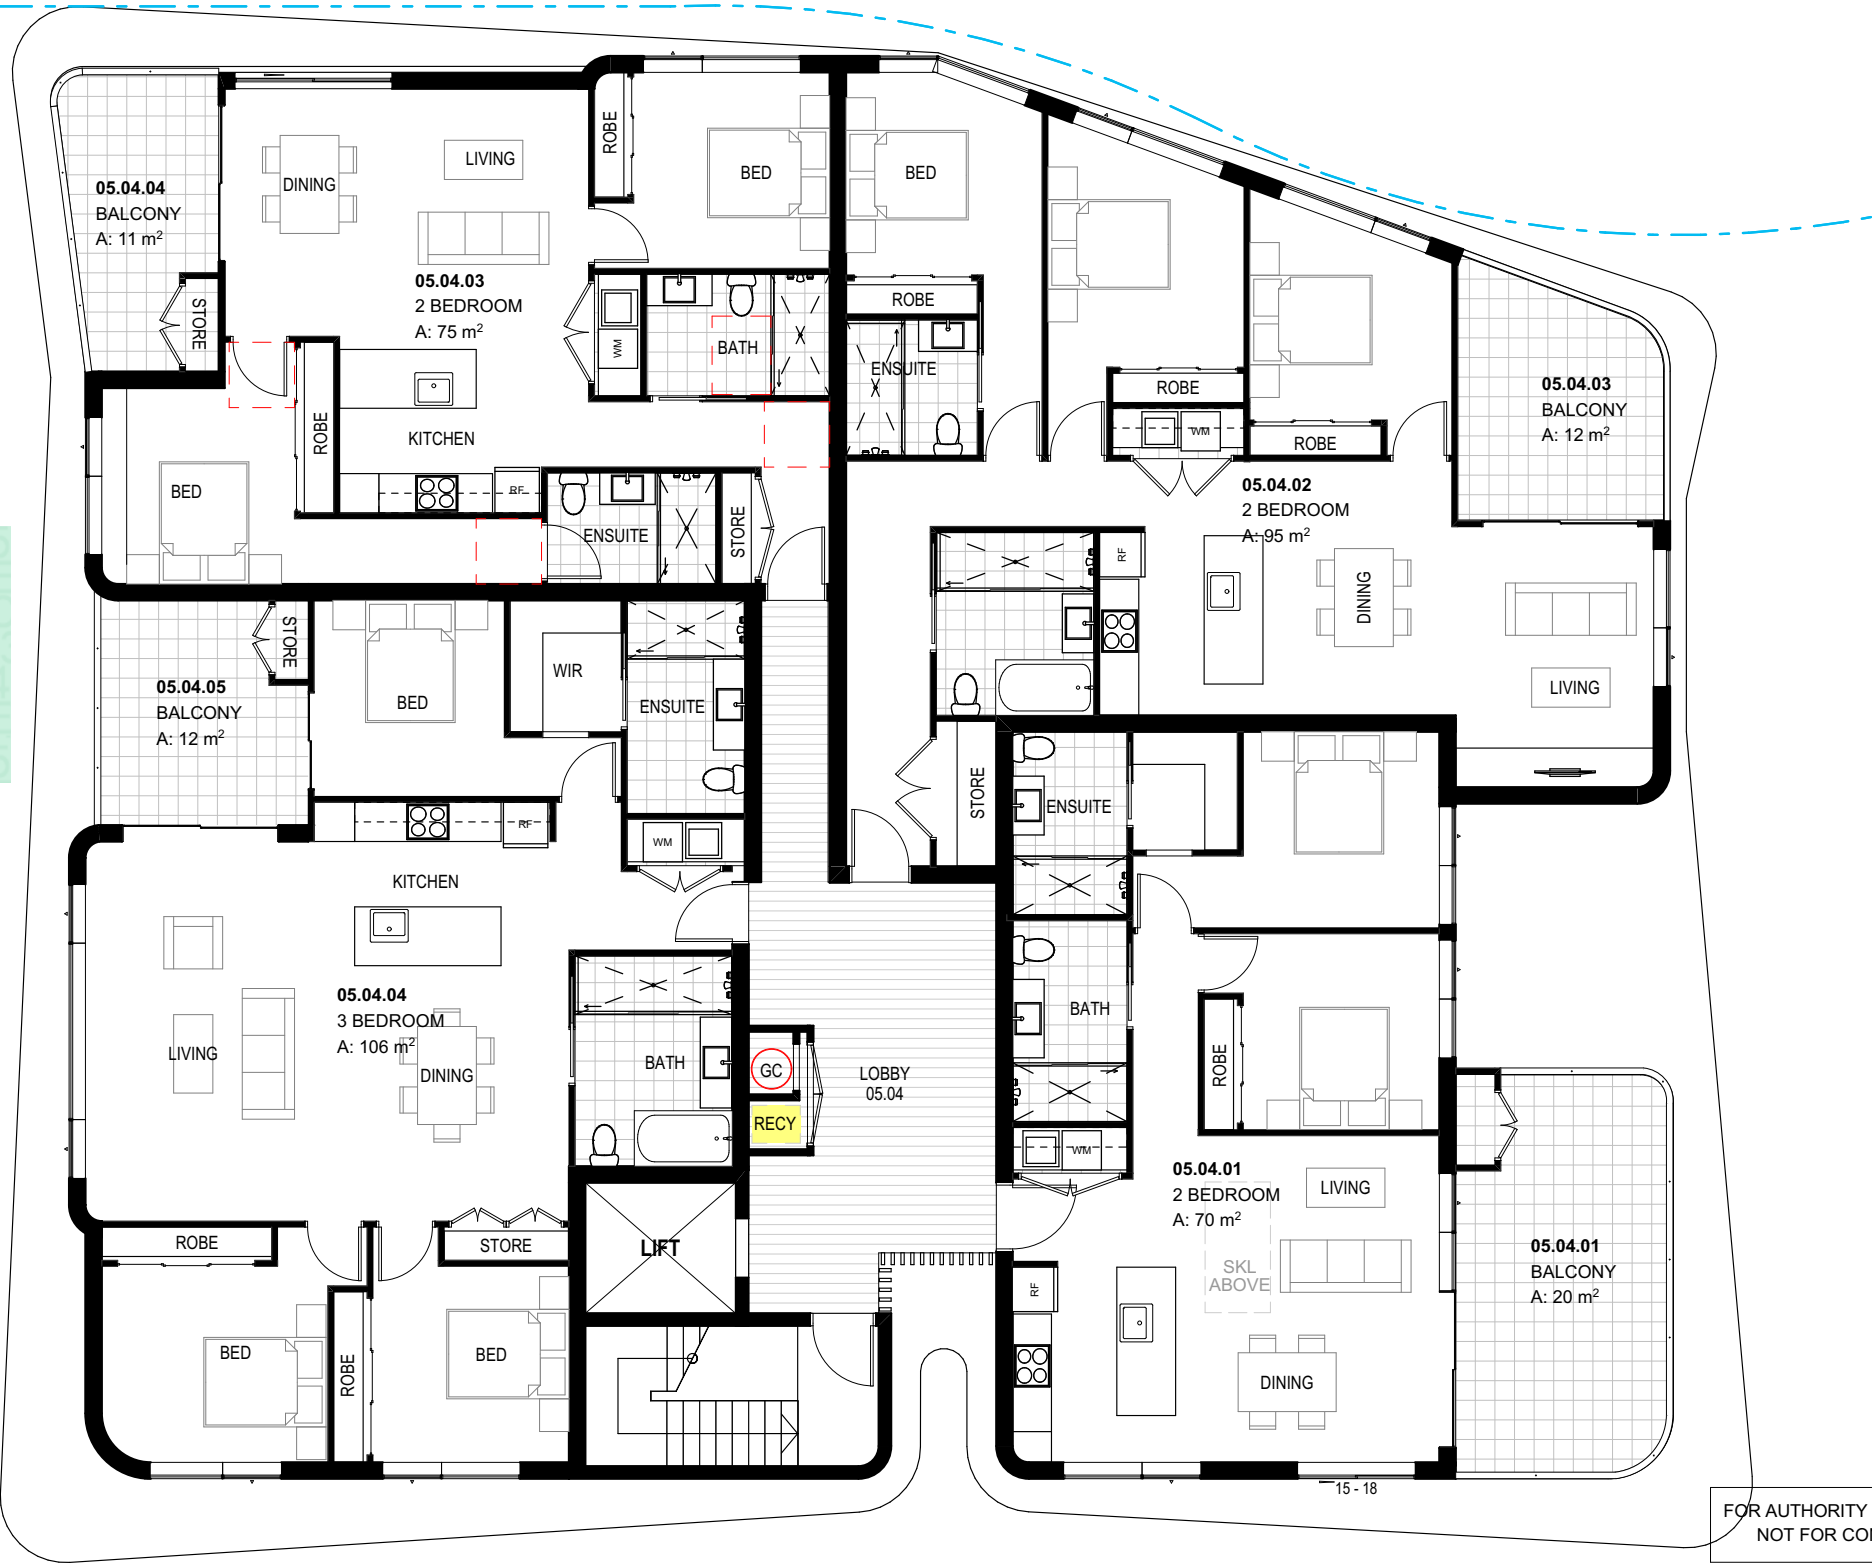 05.04.04
BALCONY
A: 11 m²
STORE
DINING
LIVING
ROBE
BED
05.04.03
2 BEDROOM
A: 75 m²
WM
BATH
ROBE
KITCHEN
RF
BED
ENSUITE
STORE
BED
ROBE
ENSUITE
ROBE
WM
ROBE
05.04.03
BALCONY
A: 12 m²
05.04.02
2 BEDROOM
A: 95 m²
RF
DINING
LIVING
STORE
05.04.05
BALCONY
A: 12 m²
STORE
BED
WIR
ENSUITE
WM
RF
KITCHEN
05.04.04
3 BEDROOM
A: 106 m²
LIVING
DINING
BATH
GC
RECY
LOBBY
05.04
ENSUITE
BATH
ROBE
WM
05.04.01
2 BEDROOM
A: 70 m²
LIVING
SKL
ABOVE
RF
DINING
05.04.01
BALCONY
A: 20 m²
ROBE
STORE
LIFT
BED
ROBE
BED
15 - 18
FOR AUTHORITY
NOT FOR CO